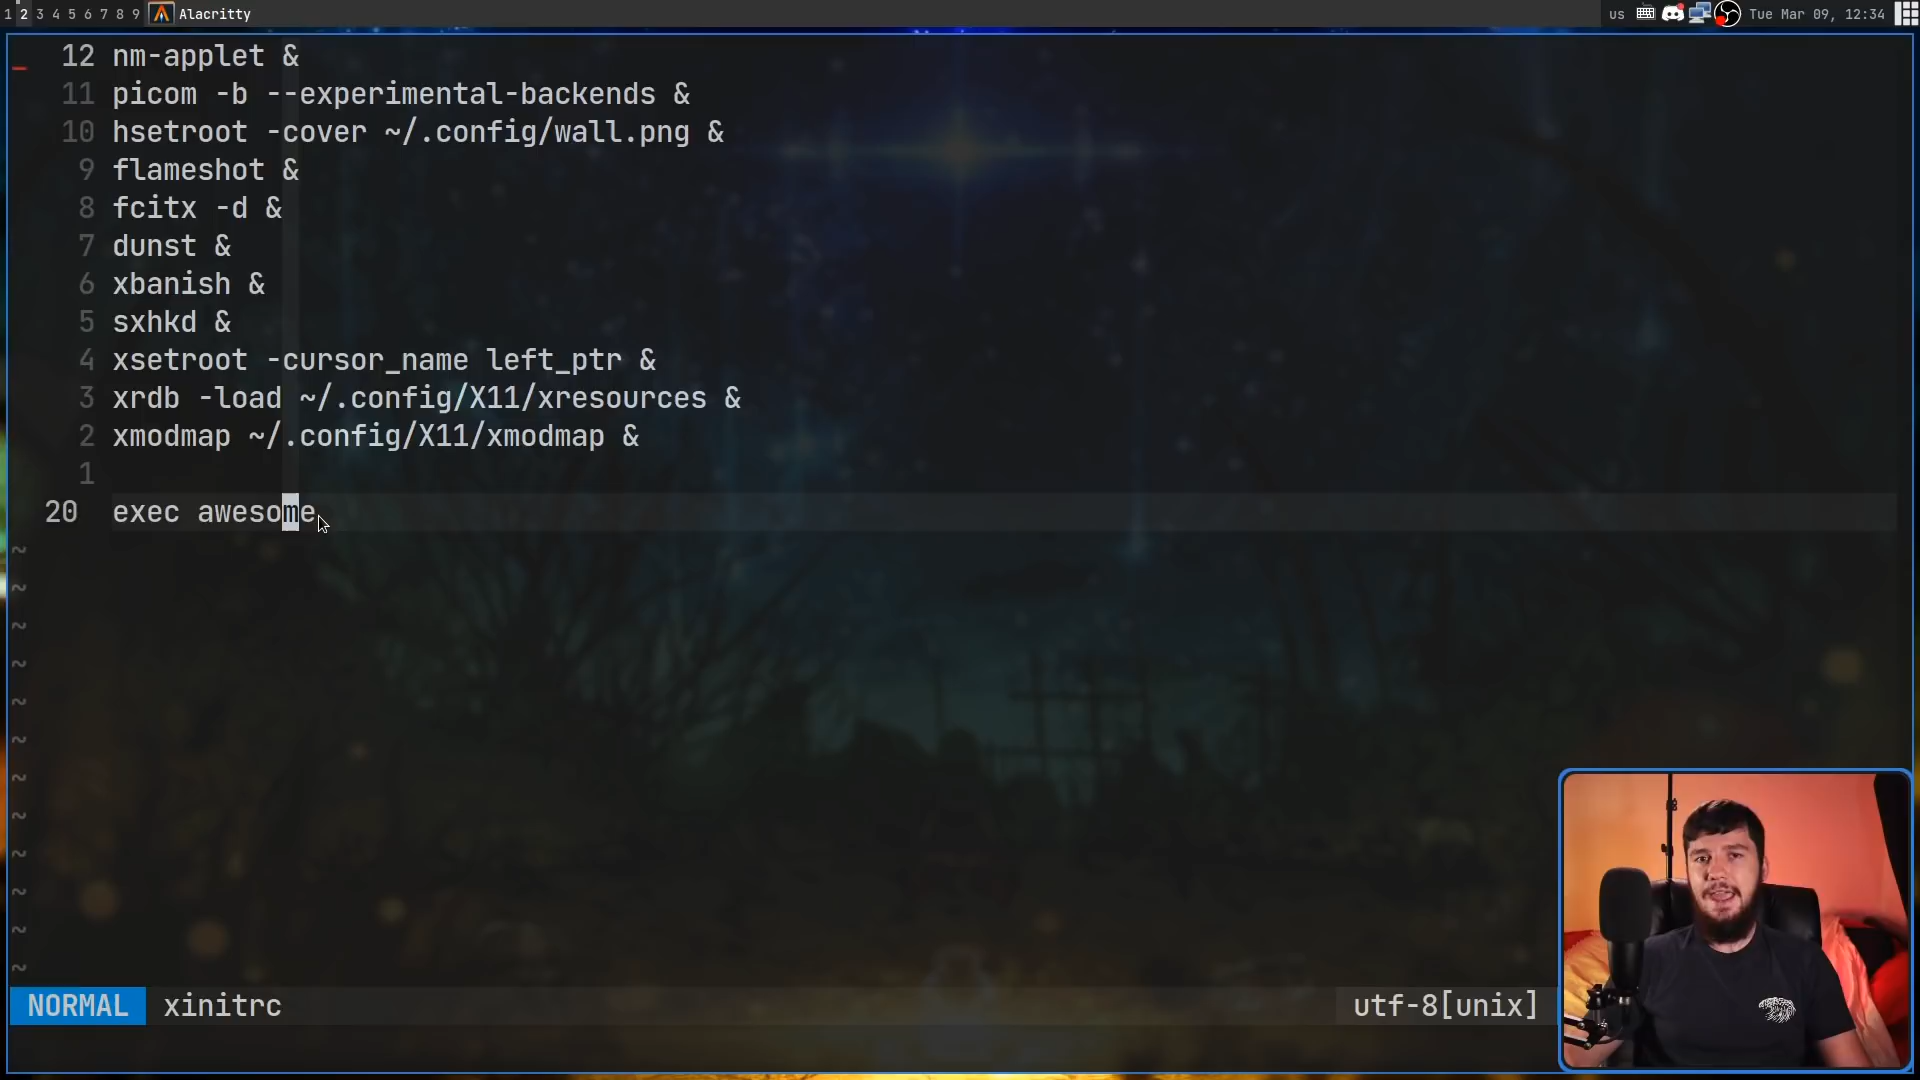 1 2 3 4 5 6 7 8 9 Alacritty us Tue Mar 09, 12:34
12 nm-applet &
11 picom -b --experimental-backends &
10 hsetroot -cover ~/.config/wall.png &
9 flameshot &
8 fcitx -d &
7 dunst &
6 xbanish &
5 sxhkd &
4 xsetroot -cursor_name left_ptr &
3 xrdb -load ~/.config/X11/xresources &
2 xmodmap ~/.config/X11/xmodmap &
1
20 exec awesome
~
~
~
~
~
~
~
~
~
~
~
~
NORMAL xinitrc utf-8[unix]